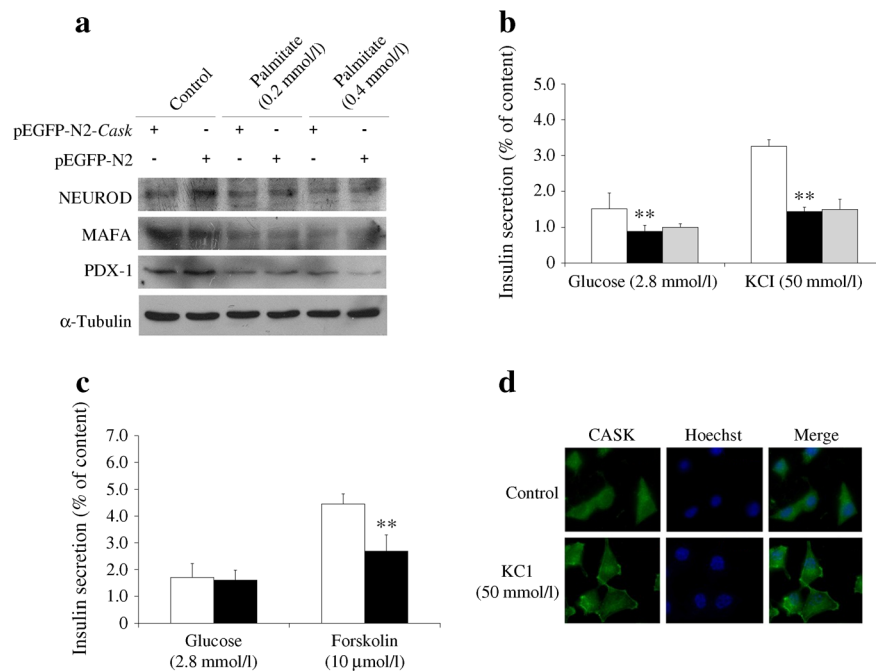 a
Control
Palmitate
(0.2 mmol/l)
Palmitate
(0.4 mmol/l)
pEGFP-N2-Cask + - + - + -
pEGFP-N2 - + - + - +
NEUROD
MAFA
PDX-1
α-Tubulin
b
Insulin secretion (% of content)
5.0
4.0
3.0
2.0
1.0
0
**
**
Glucose (2.8 mmol/l)
KCI (50 mmol/l)
c
Insulin secretion (% of content)
7.0
6.0
5.0
4.0
3.0
2.0
1.0
0
**
Glucose
(2.8 mmol/l)
Forskolin
(10 μmol/l)
d
CASK Hoechst Merge
Control
KC1
(50 mmol/l)